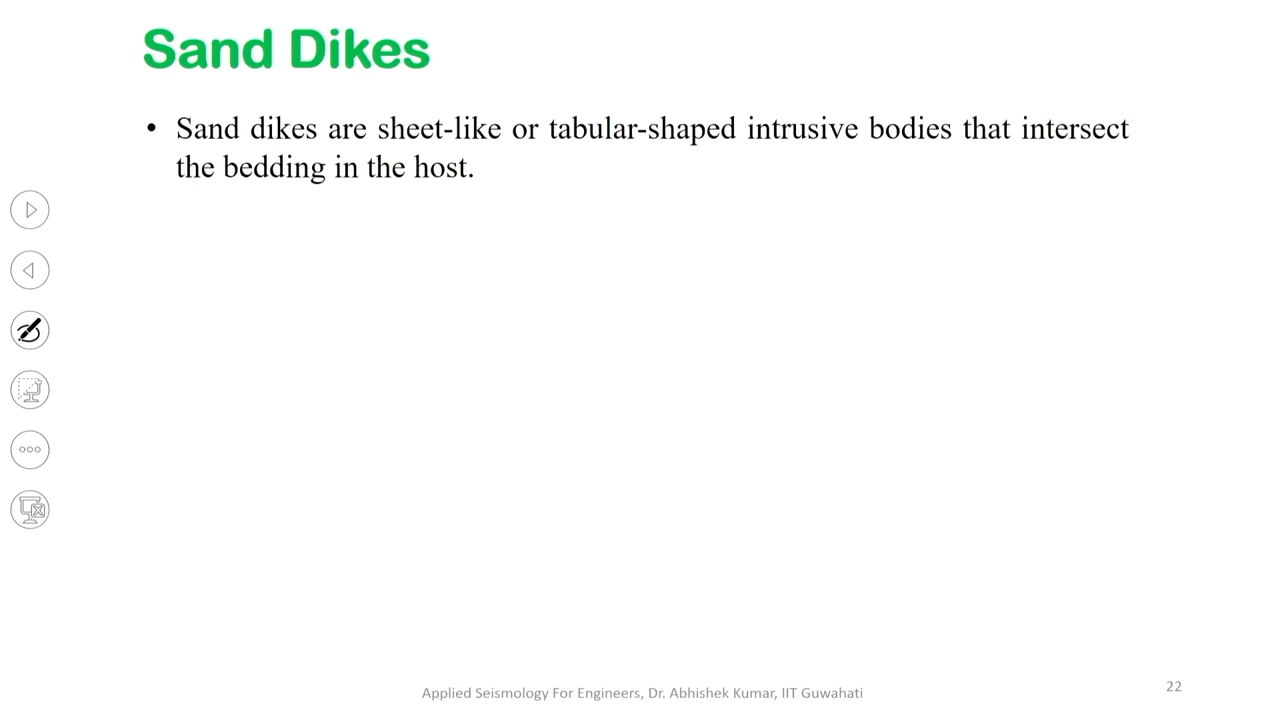 Sand Dikes
• Sand dikes are sheet-like or tabular-shaped intrusive bodies that intersect
the bedding in the host.
Applied Seismology For Engineers, Dr. Abhishek Kumar, IIT Guwahati
22